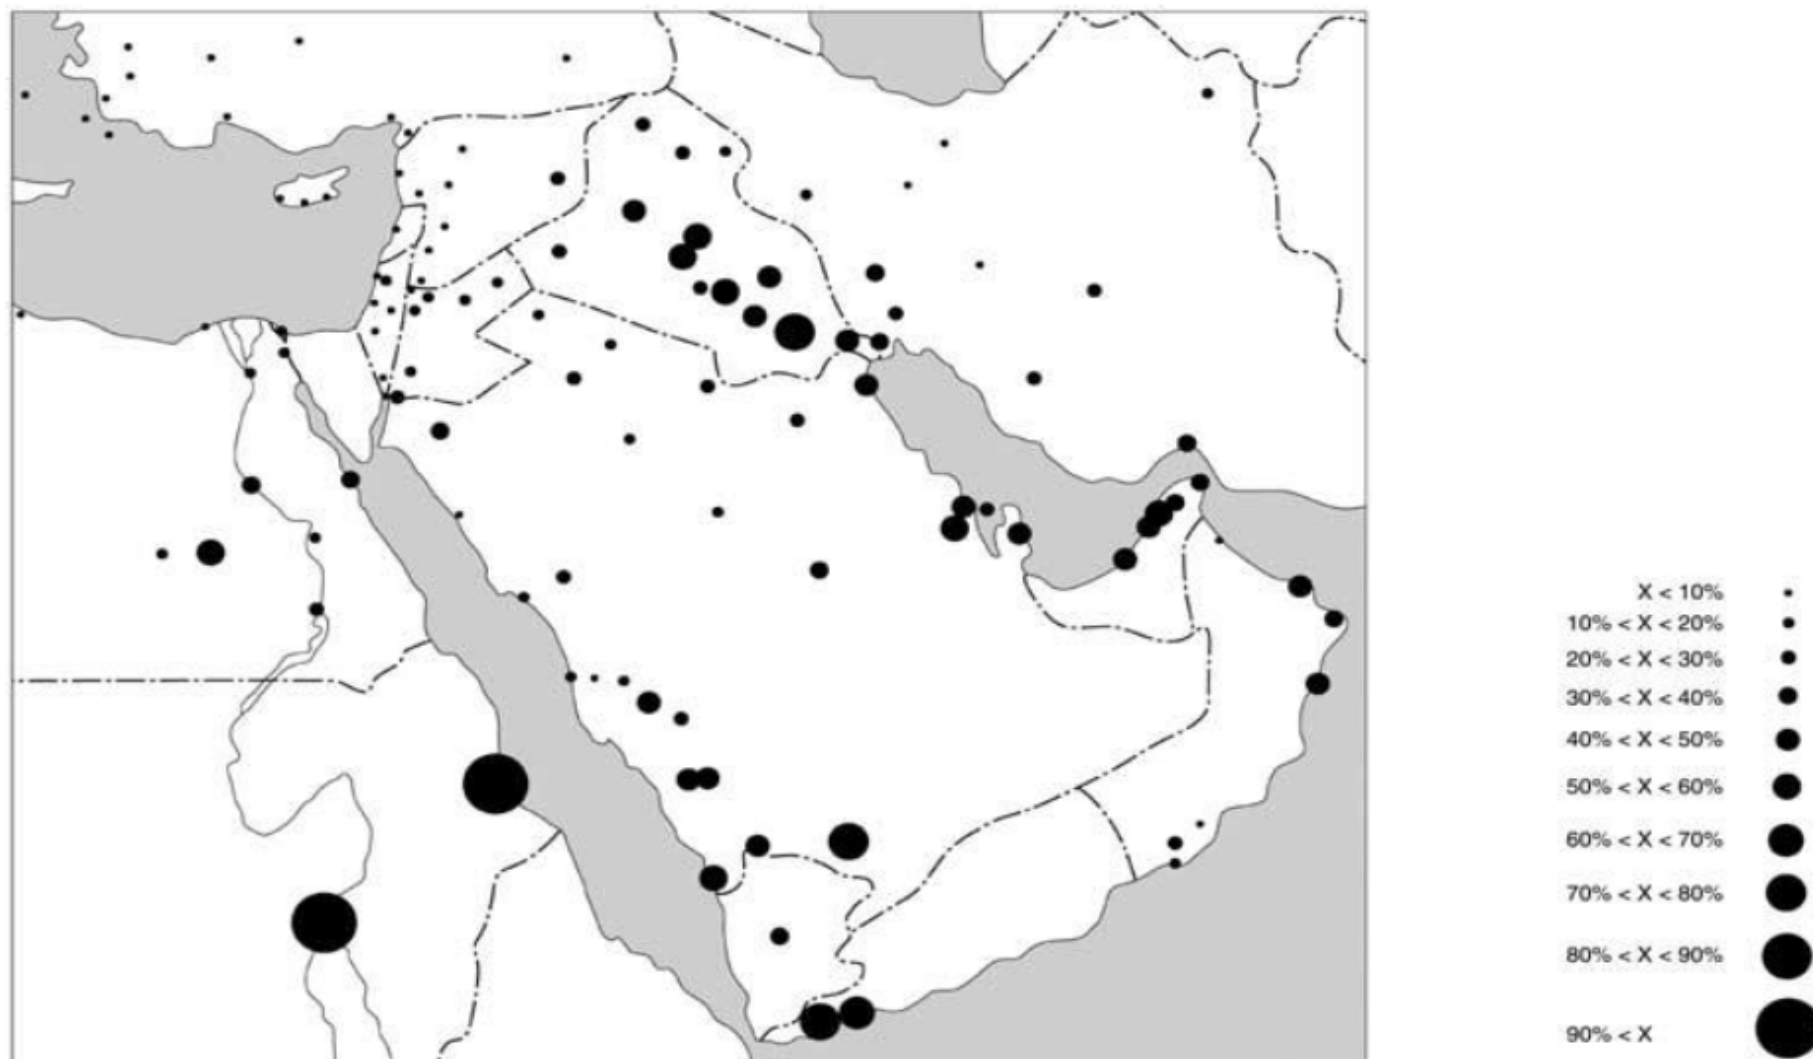 X < 10%
10% < X < 20%
20% < X < 30%
30% < X < 40%
40% < X < 50%
50% < X < 60%
60% < X < 70%
70% < X < 80%
80% < X < 90%
90% < X